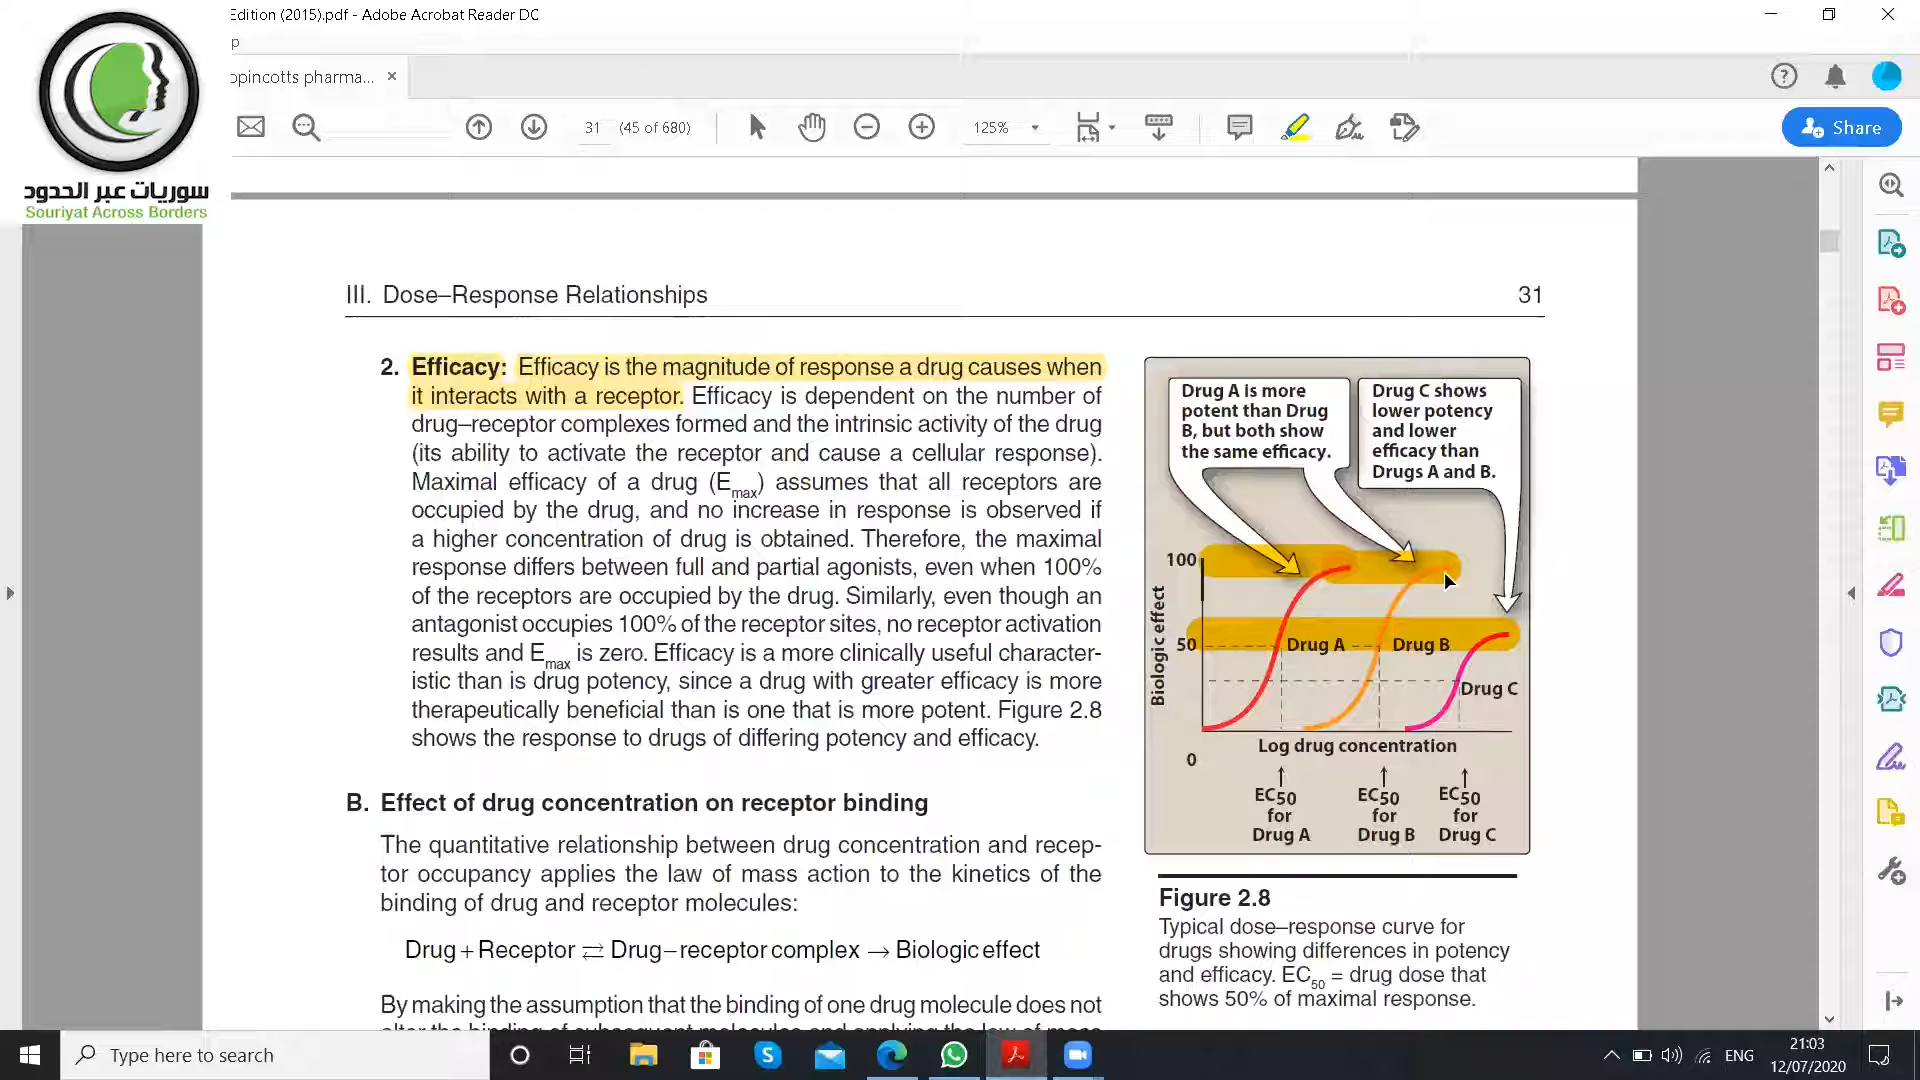 Edition (2015).pdf - Adobe Acrobat Reader DC
p
opincotts pharma...
31 (45 of 680)
125%
Share
سوريات عبر الحدود
Souriyat Across Borders
III. Dose–Response Relationships 31
2. Efficacy: Efficacy is the magnitude of response a drug causes when
it interacts with a receptor. Efficacy is dependent on the number of
drug–receptor complexes formed and the intrinsic activity of the drug
(its ability to activate the receptor and cause a cellular response).
Maximal efficacy of a drug (Emax) assumes that all receptors are
occupied by the drug, and no increase in response is observed if
a higher concentration of drug is obtained. Therefore, the maximal
response differs between full and partial agonists, even when 100%
of the receptors are occupied by the drug. Similarly, even though an
antagonist occupies 100% of the receptor sites, no receptor activation
results and Emax is zero. Efficacy is a more clinically useful character-
istic than is drug potency, since a drug with greater efficacy is more
therapeutically beneficial than is one that is more potent. Figure 2.8
shows the response to drugs of differing potency and efficacy.
B. Effect of drug concentration on receptor binding
The quantitative relationship between drug concentration and recep-
tor occupancy applies the law of mass action to the kinetics of the
binding of drug and receptor molecules:
Drug + Receptor ⇄ Drug–receptor complex → Biologic effect
By making the assumption that the binding of one drug molecule does not
Drug A is more
potent than Drug
B, but both show
the same efficacy.
Drug C shows
lower potency
and lower
efficacy than
Drugs A and B.
100
50
0
Biologic effect
Drug A
Drug B
Drug C
Log drug concentration
EC50
for
Drug A
EC50
for
Drug B
EC50
for
Drug C
Figure 2.8
Typical dose–response curve for
drugs showing differences in potency
and efficacy. EC50 = drug dose that
shows 50% of maximal response.
Type here to search
ENG
21:03
12/07/2020